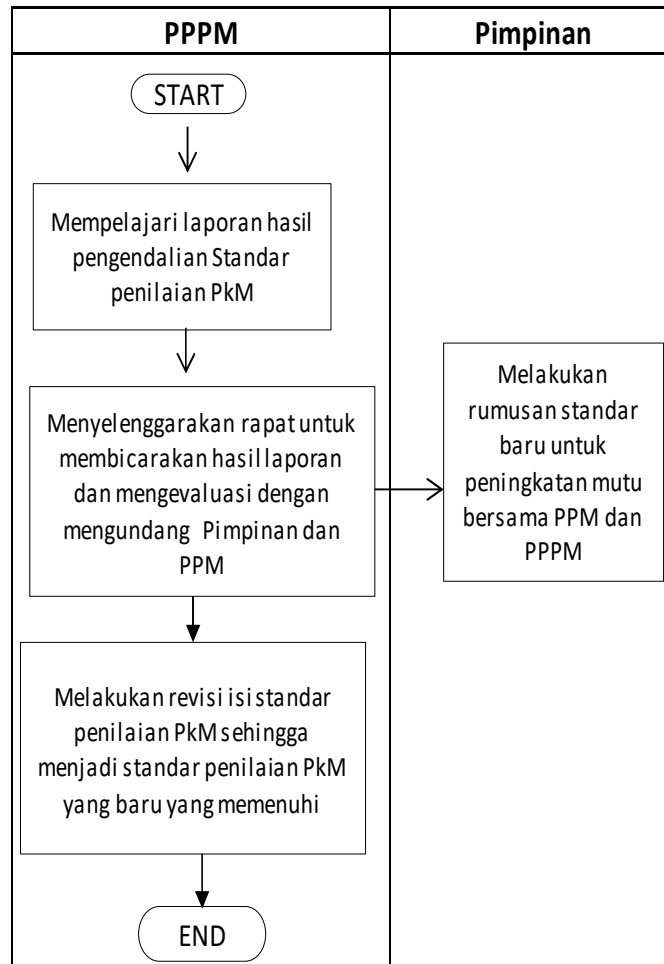 PPPM
Pimpinan
START
Mempelajari laporan hasil
pengendalian Standar
penilaian PkM
Menyelenggarakan rapat untuk
membicarakan hasil laporan
dan mengevaluasi dengan
mengundang Pimpinan dan
PPM
Melakukan
rumusan standar
baru untuk
peningkatan mutu
bersama PPM dan
PPPM
Melakukan revisi isi standar
penilaian PkM sehingga
menjadi standar penilaian PkM
yang baru yang memenuhi
END